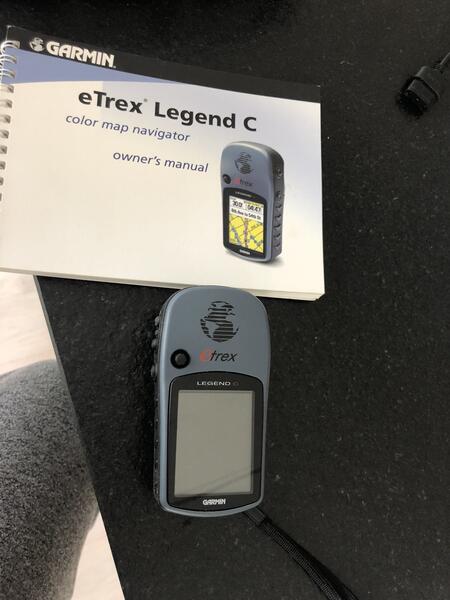 GARMIN
eTrex® Legend C
color map navigator
owner's manual
etrex
LEGEND C
GARMIN